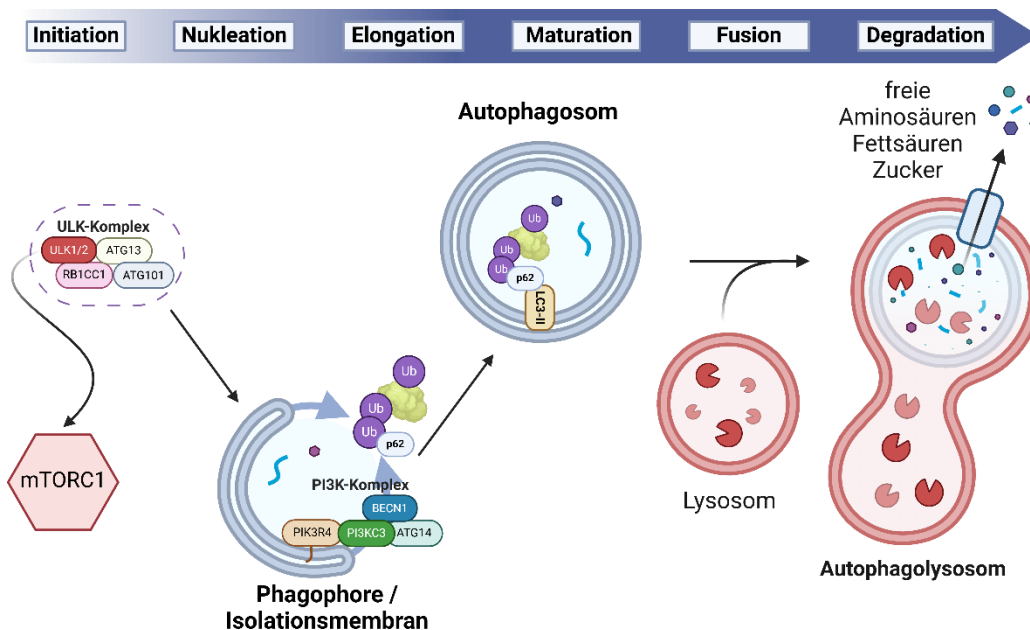 Initiation
Nukleation
Elongation
Maturation
Fusion
Degradation
ULK-Komplex
ULK1/2
ATG13
RB1CC1
ATG101
mTORC1
Ub
Ub
Ub
p62
PI3K-Komplex
BECN1
PIK3R4
PI3KC3
ATG14
Phagophore /
Isolationsmembran
Autophagosom
Ub
Ub
Ub
p62
LC3-II
Lysosom
freie
Aminosäuren
Fettsäuren
Zucker
Autophagolysosom